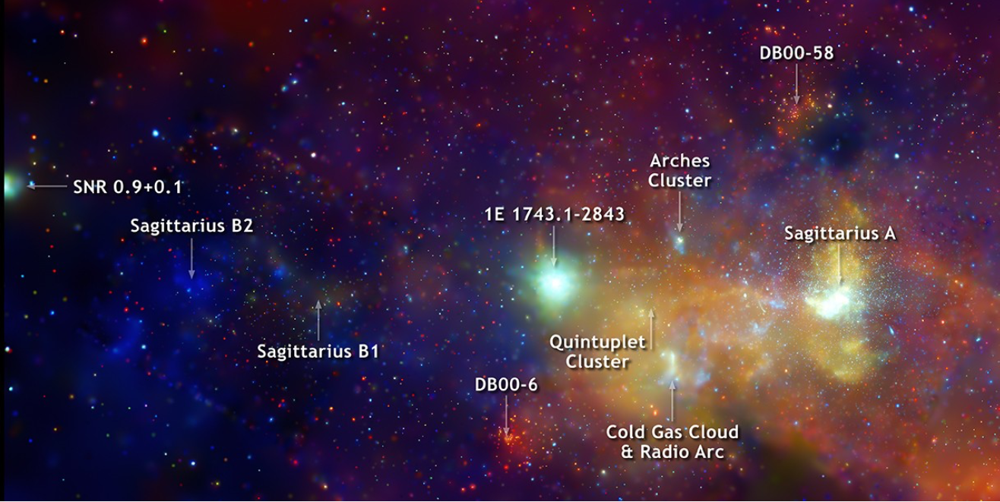 DB00-58
Arches
Cluster
SNR 0.9+0.1
1E 1743.1-2843
Sagittarius B2
Sagittarius A
Quintuplet
Cluster
Sagittarius B1
DB00-6
Cold Gas Cloud
& Radio Arc